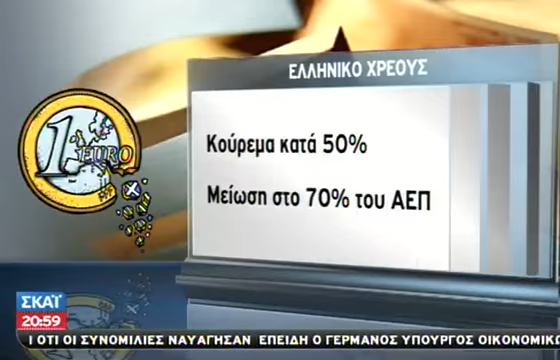 ΕΛΛΗΝΙΚΟ ΧΡΕΟΥΣ
1 EURO
Κούρεμα κατά 50%
Μείωση στο 70% του ΑΕΠ
ΣΚΑΪ
20:59
Ι ΟΤΙ ΟΙ ΣΥΝΟΜΙΛΙΕΣ ΝΑΥΑΓΗΣΑΝ ΕΠΕΙΔΗ Ο ΓΕΡΜΑΝΟΣ ΥΠΟΥΡΓΟΣ ΟΙΚΟΝΟΜΙΚ